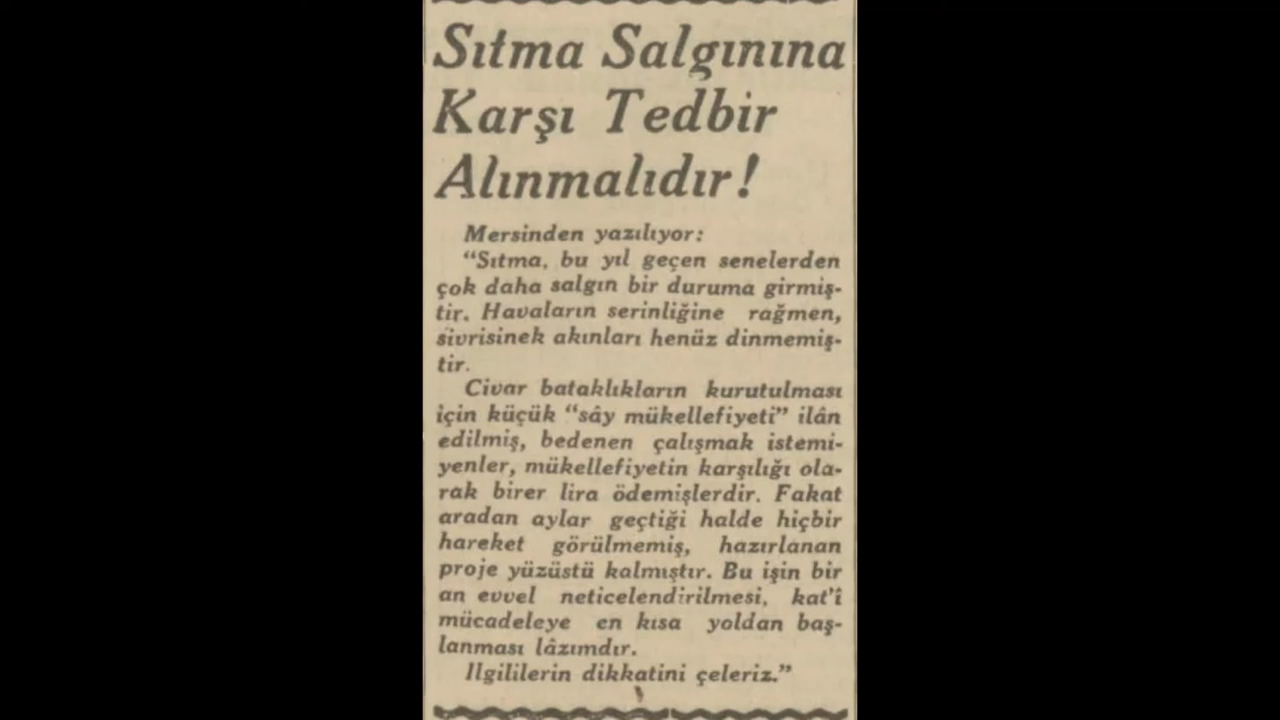 Sıtma Salgınına
Karşı Tedbir
Alınmalıdır!
Mersinden yazılıyor:
“Sıtma, bu yıl geçen senelerden
çok daha salgın bir duruma girmiş-
tir. Havaların serinliğine rağmen,
sivrisinek akınları henüz dinmemiş-
tir.
Civar bataklıkların kurutulması
için küçük “sây mükellefiyeti” ilân
edilmiş, bedenen çalışmak istemi-
yenler, mükellefiyetin karşılığı ola-
rak birer lira ödemişlerdir. Fakat
aradan aylar geçtiği halde hiçbir
hareket görülmemiş, hazırlanan
proje yüzüstü kalmıştır. Bu işin bir
an evvel neticelendirilmesi, kat’î
mücadeleye en kısa yoldan baş-
lanması lâzımdır.
Ilgililerin dikkatini çeleriz.”